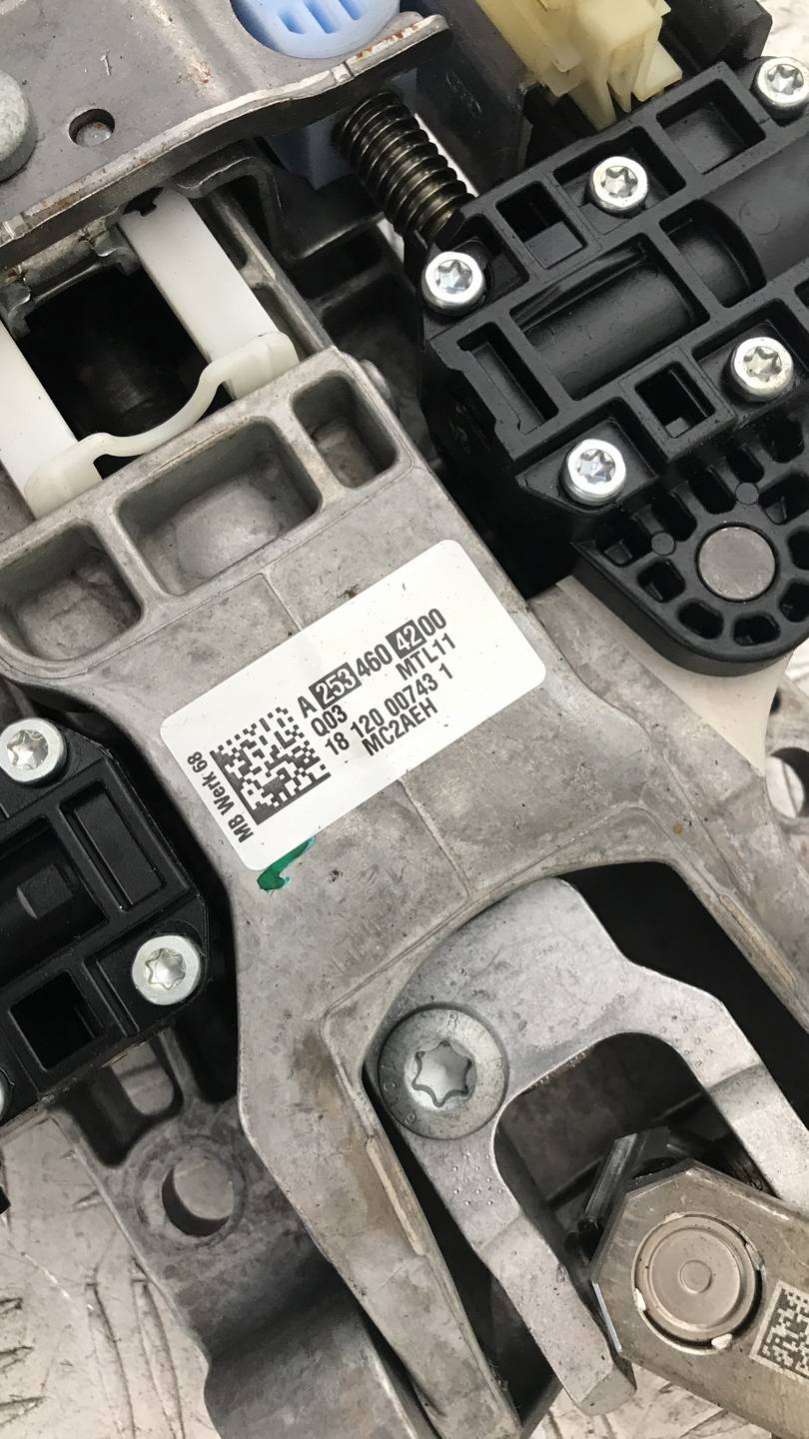 A 253 460 42 00
Q03 MTL11
18 120 00743 1
MC2AEH
MB Werk 68